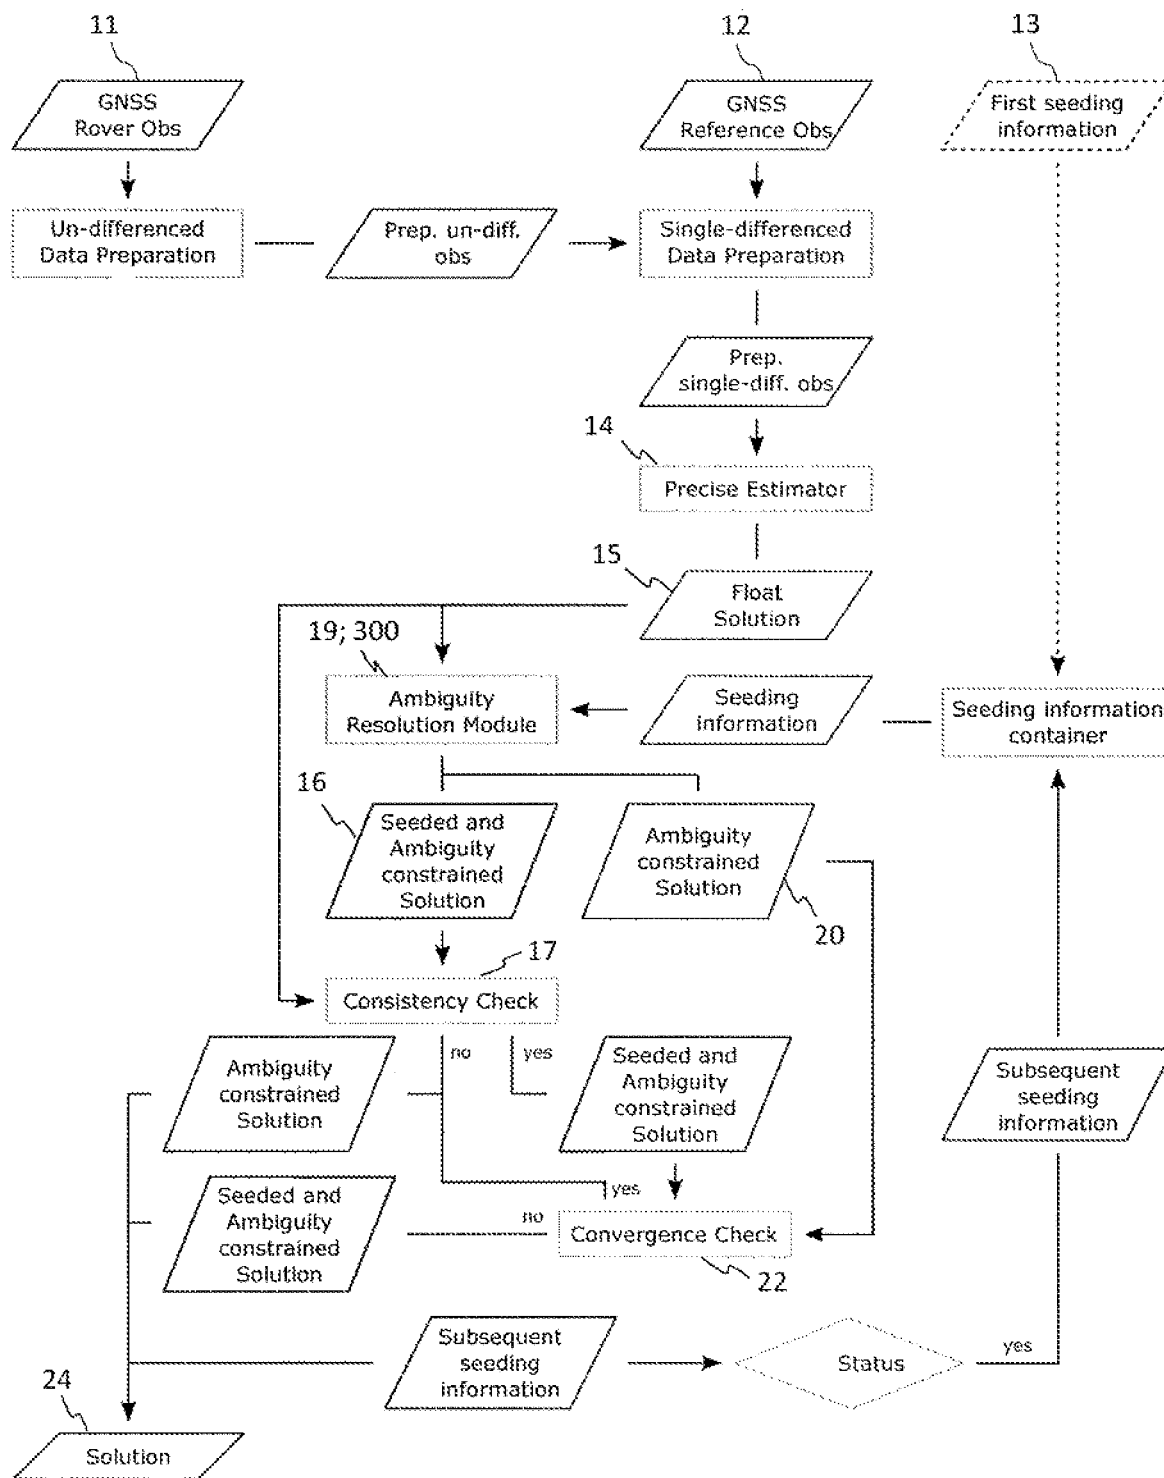 11
12
13
GNSS
Rover Obs
GNSS
Reference Obs
First seeding
information
Un-differenced
Data Preparation
Prep. un-diff.
obs
Single-differenced
Data Preparation
Prep.
single-diff. obs
14
Precise Estimator
15
Float
Solution
19; 300
Ambiguity
Resolution Module
Seeding
information
Seeding information
container
16
Seeded and
Ambiguity
constrained
Solution
Ambiguity
constrained
Solution
20
17
Consistency Check
no
yes
Ambiguity
constrained
Solution
Seeded and
Ambiguity
constrained
Solution
Subsequent
seeding
information
yes
Seeded and
Ambiguity
constrained
Solution
no
Convergence Check
22
Subsequent
seeding
information
Status
yes
24
Solution